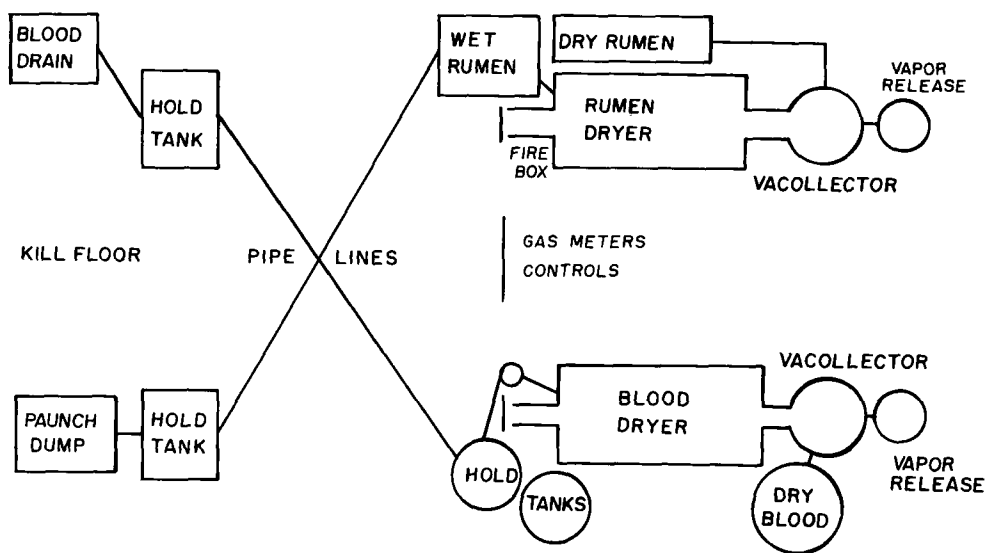 BLOOD
DRAIN
HOLD
TANK
WET
RUMEN
DRY RUMEN
RUMEN
DRYER
FIRE
BOX
VAPOR
RELEASE
VACOLLECTOR
KILL FLOOR
PIPE LINES
GAS METERS
CONTROLS
PAUNCH
DUMP
HOLD
TANK
HOLD
TANKS
BLOOD
DRYER
VACOLLECTOR
VAPOR
RELEASE
DRY
BLOOD